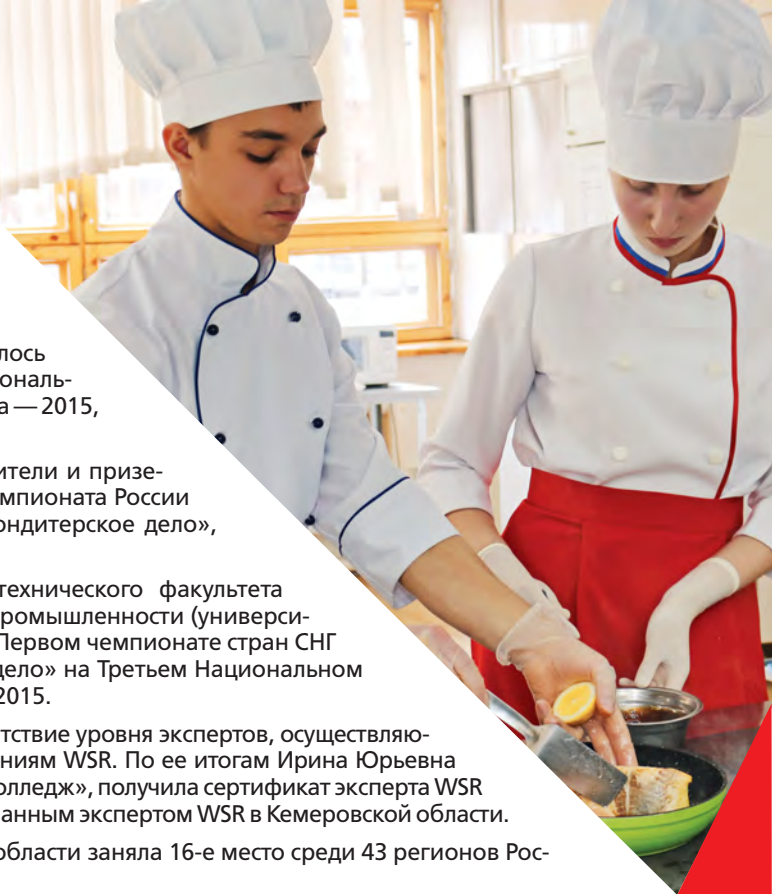 лось
ональ-
а — 2015,
ители и призе-
мпионата России
ондитерское дело»,
технического факультета
ромышленности (универси-
Первом чемпионате стран СНГ
дело» на Третьем Национальном
2015.
тствие уровня экспертов, осуществляю-
ниям WSR. По ее итогам Ирина Юрьевна
олледж», получила сертификат эксперта WSR
анным экспертом WSR в Кемеровской области.
области заняла 16-е место среди 43 регионов Рос-